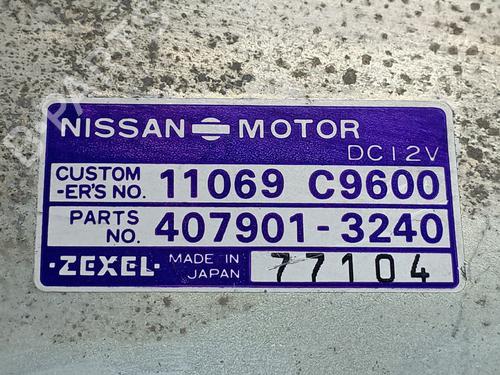 NISSAN MOTOR
DC12V
CUSTOM
-ER'S NO. 11069 C9600
PARTS
NO. 407901-3240
·ZEXEL· MADE IN
JAPAN 77104